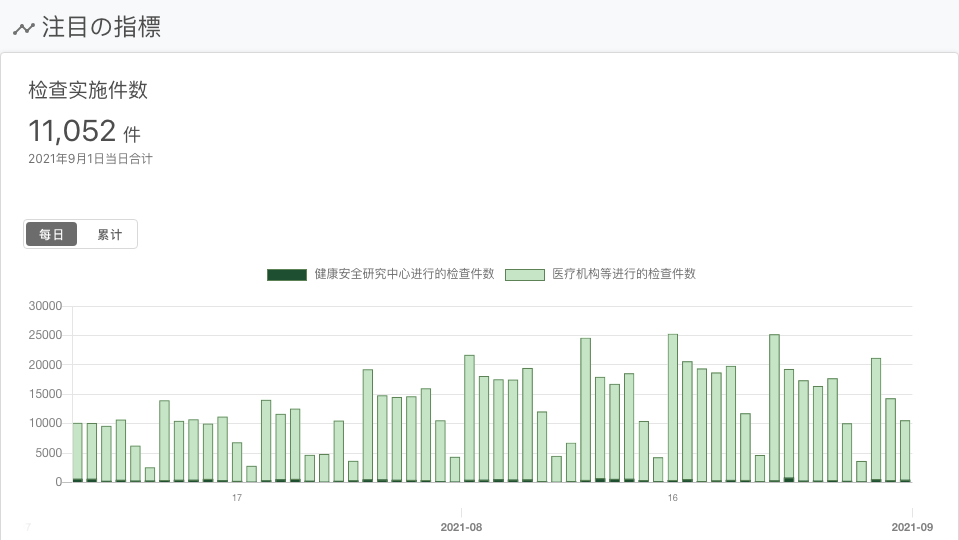 注目の指標
检查实施件数
11,052 件
2021年9月1日当日合计
每日 累计
健康安全研究中心进行的检查件数 医疗机构等进行的检查件数
30000
25000
20000
15000
10000
5000
0
17 16
7 2021-08 2021-09